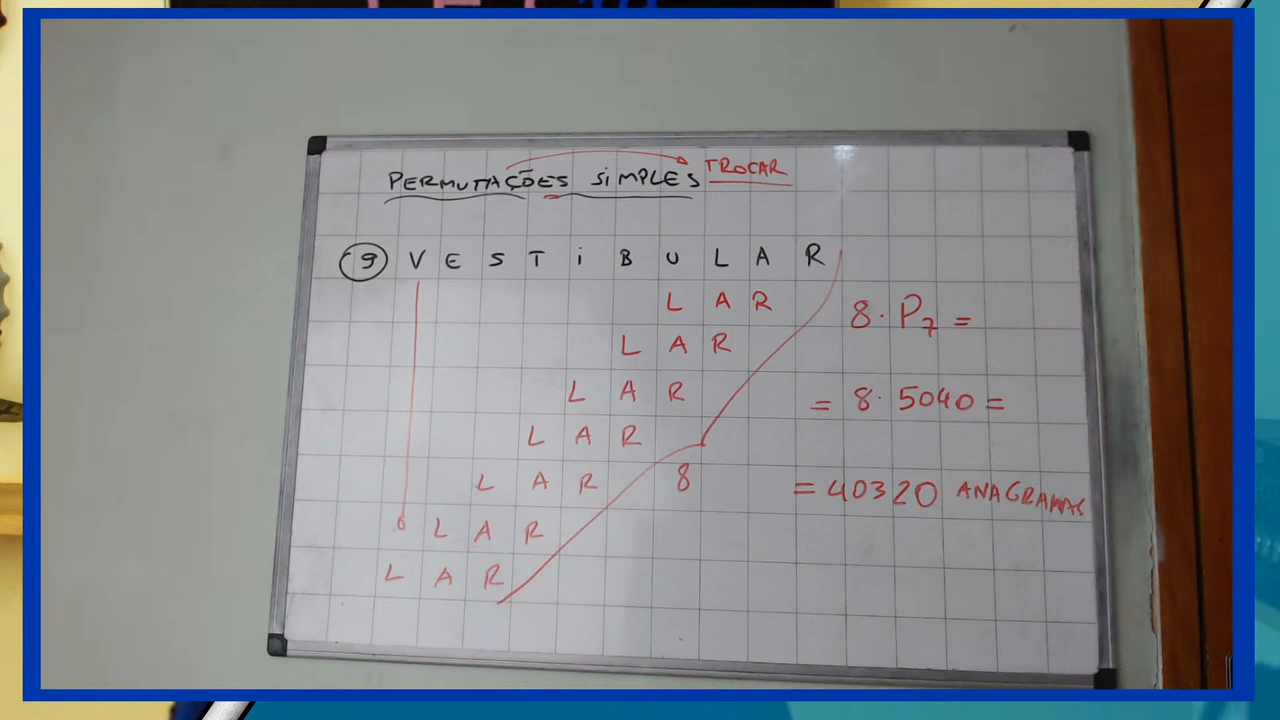 PERMUTAÇÕES SIMPLES TROCAR
9 V E S T i B U L A R
L A R
L A R
L A R
L A R
L A R 8
L A R
L A R
8 · P7 =
= 8 · 5040 =
= 40320 ANAGRAMAS